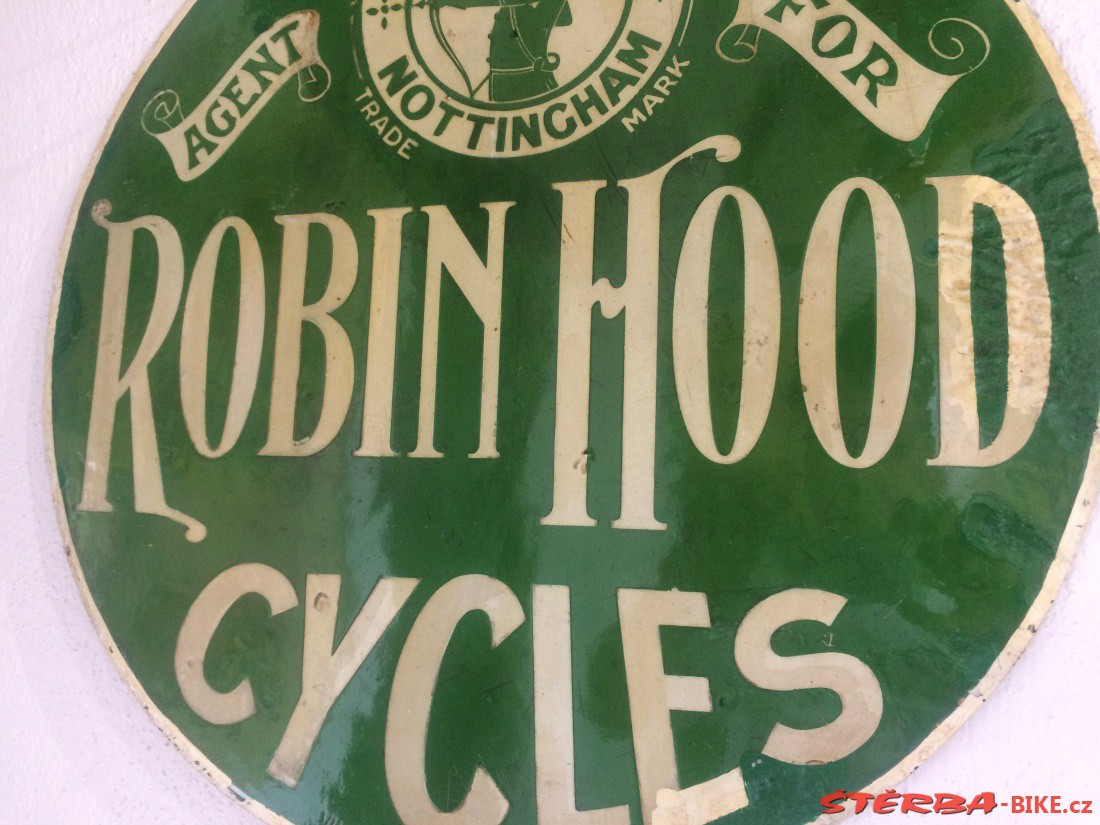 AGENT
FOR
NOTTINGHAM
TRADE MARK
ROBIN HOOD
CYCLES
ŠTĚRBA-BIKE.cz